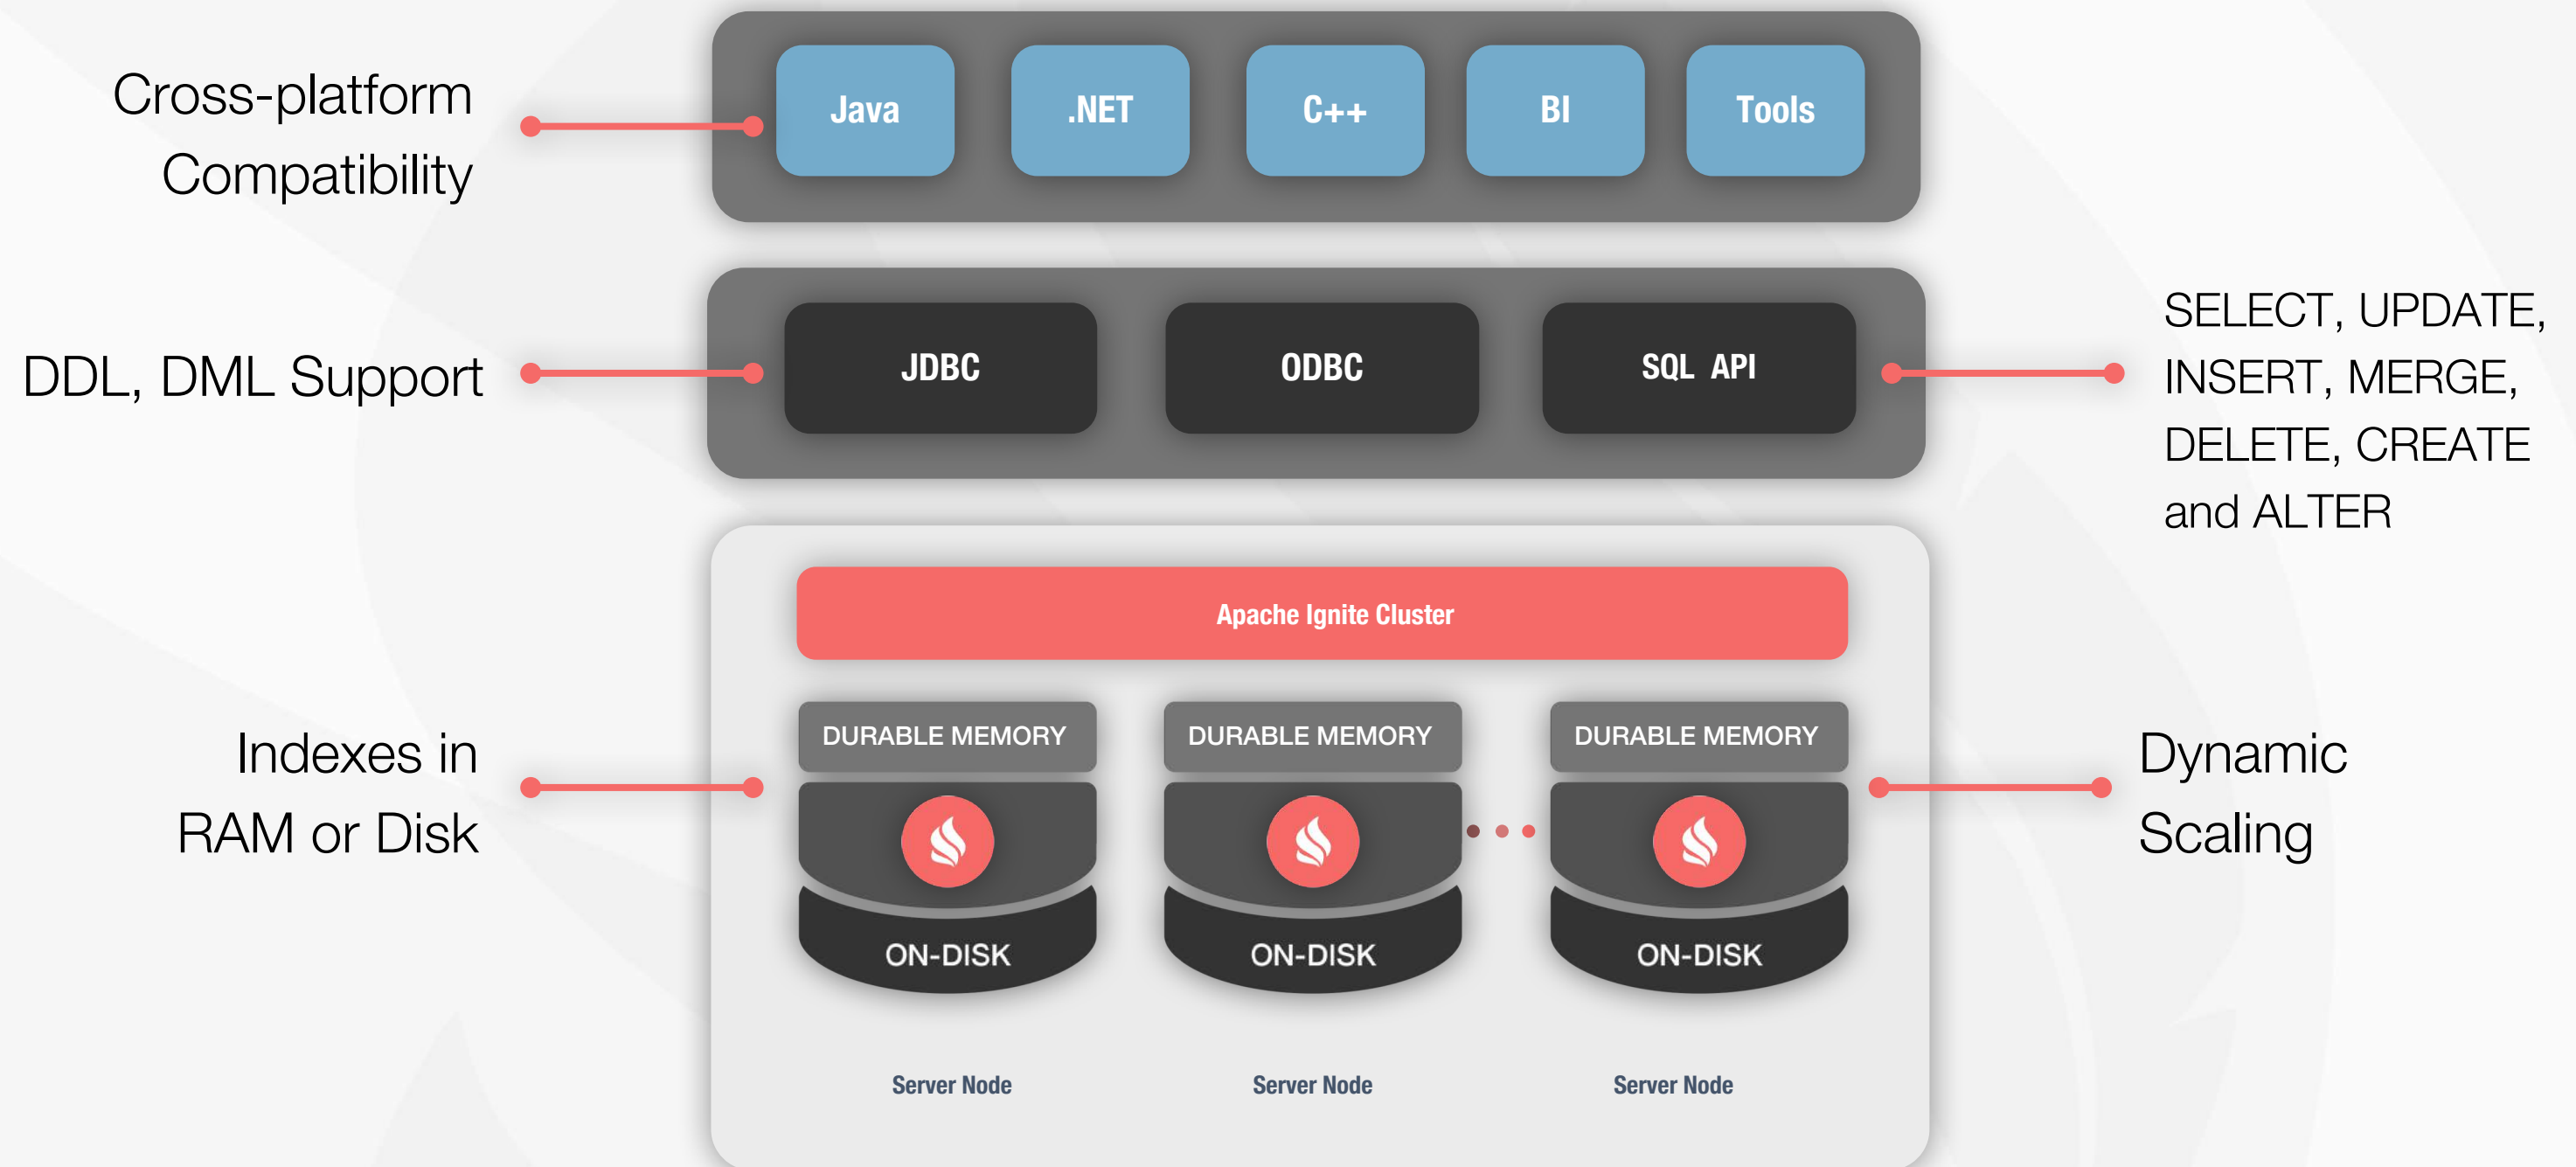 Cross-platform
Compatibility
Java
.NET
C++
BI
Tools
DDL, DML Support
JDBC
ODBC
SQL API
SELECT, UPDATE,
INSERT, MERGE,
DELETE, CREATE
and ALTER
Apache Ignite Cluster
Indexes in
RAM or Disk
DURABLE MEMORY
DURABLE MEMORY
DURABLE MEMORY
ON-DISK
ON-DISK
ON-DISK
Server Node
Server Node
Server Node
Dynamic
Scaling